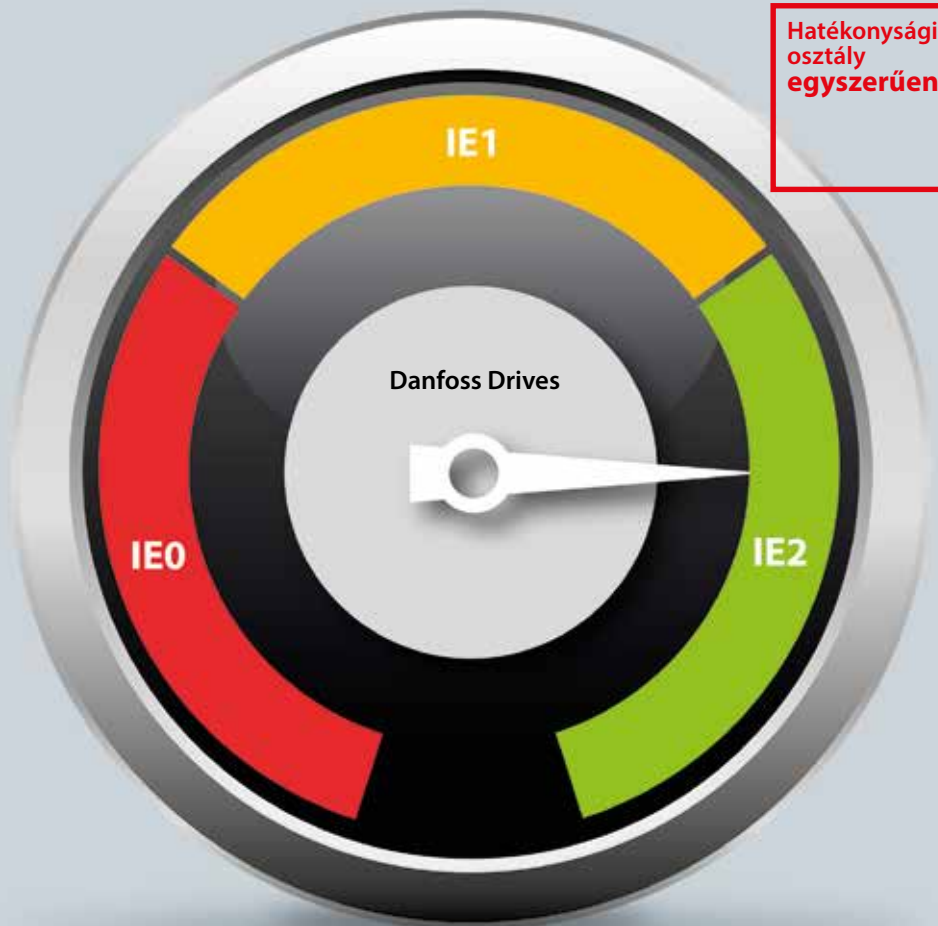 Hatékonysági
osztály
egyszerűen
IE1
Danfoss Drives
IE0
IE2